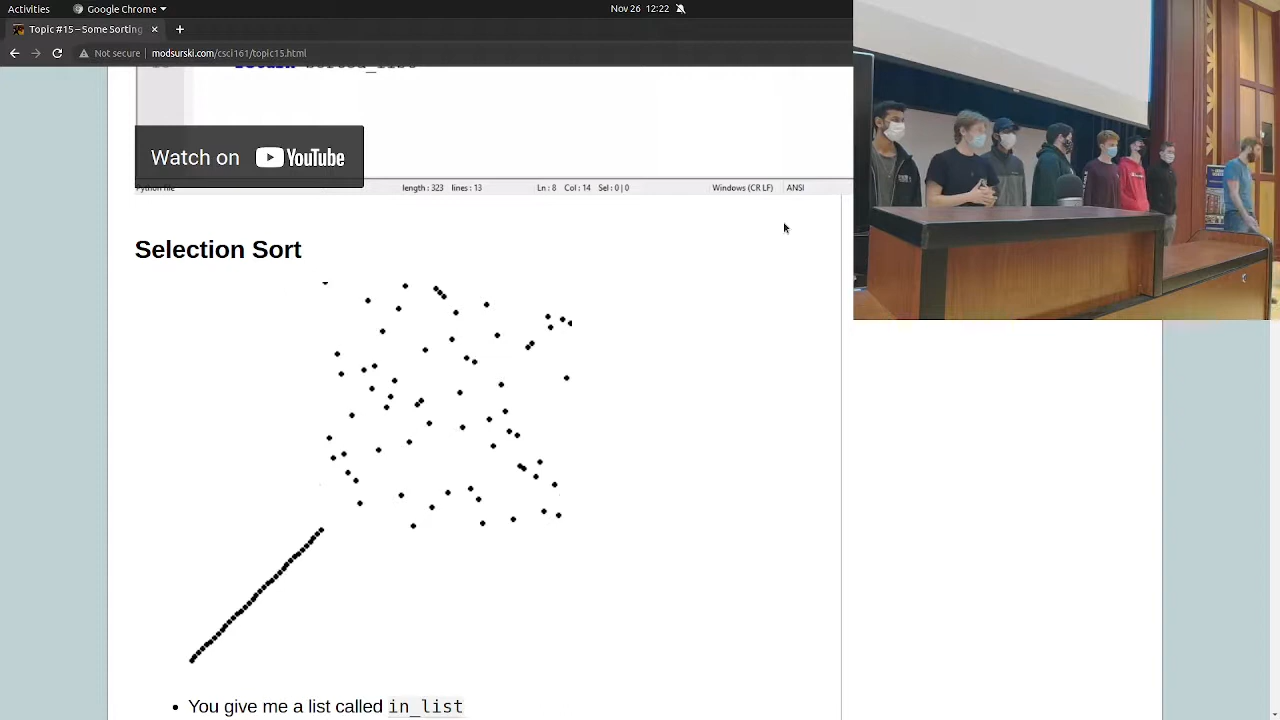 Activities
Google Chrome
Nov 26 12:22
Topic #15 – Some Sorting
Not secure
modsurski.com/csci161/topic15.html
Watch on YouTube
length : 323 lines : 13
Ln : 8 Col : 14 Sel : 0 | 0
Windows (CR LF)
ANSI
Selection Sort
You give me a list called in_list